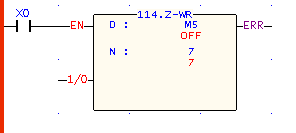 X0
114.Z-WR
EN D : M5 ERR
OFF
N : 7
1/0 7